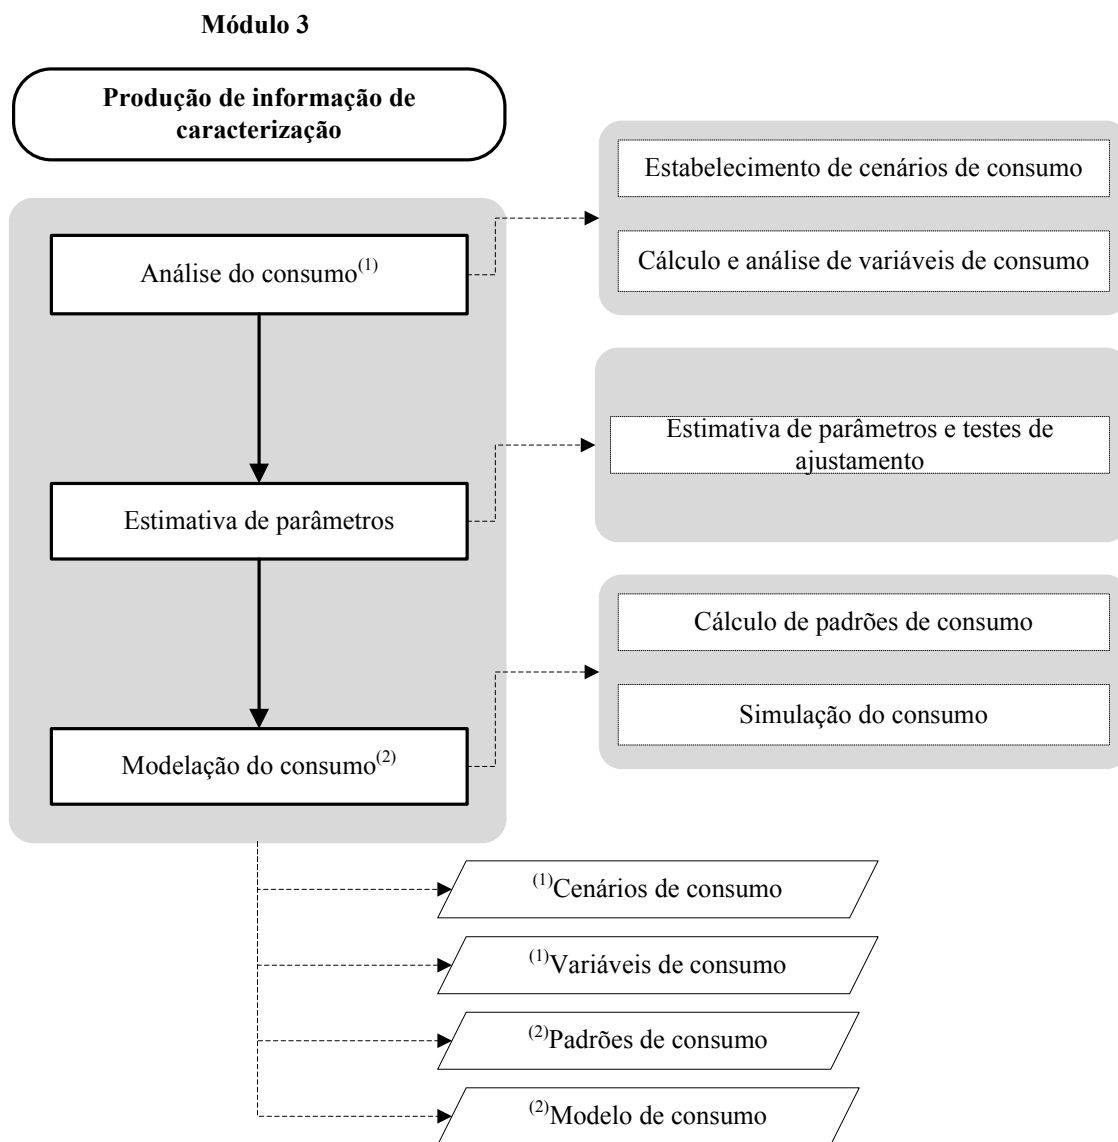 Módulo 3
Produção de informação de
caracterização
Análise do consumo(1)
Estimativa de parâmetros
Modelação do consumo(2)
Estabelecimento de cenários de consumo
Cálculo e análise de variáveis de consumo
Estimativa de parâmetros e testes de
ajustamento
Cálculo de padrões de consumo
Simulação do consumo
(1)Cenários de consumo
(1)Variáveis de consumo
(2)Padrões de consumo
(2)Modelo de consumo